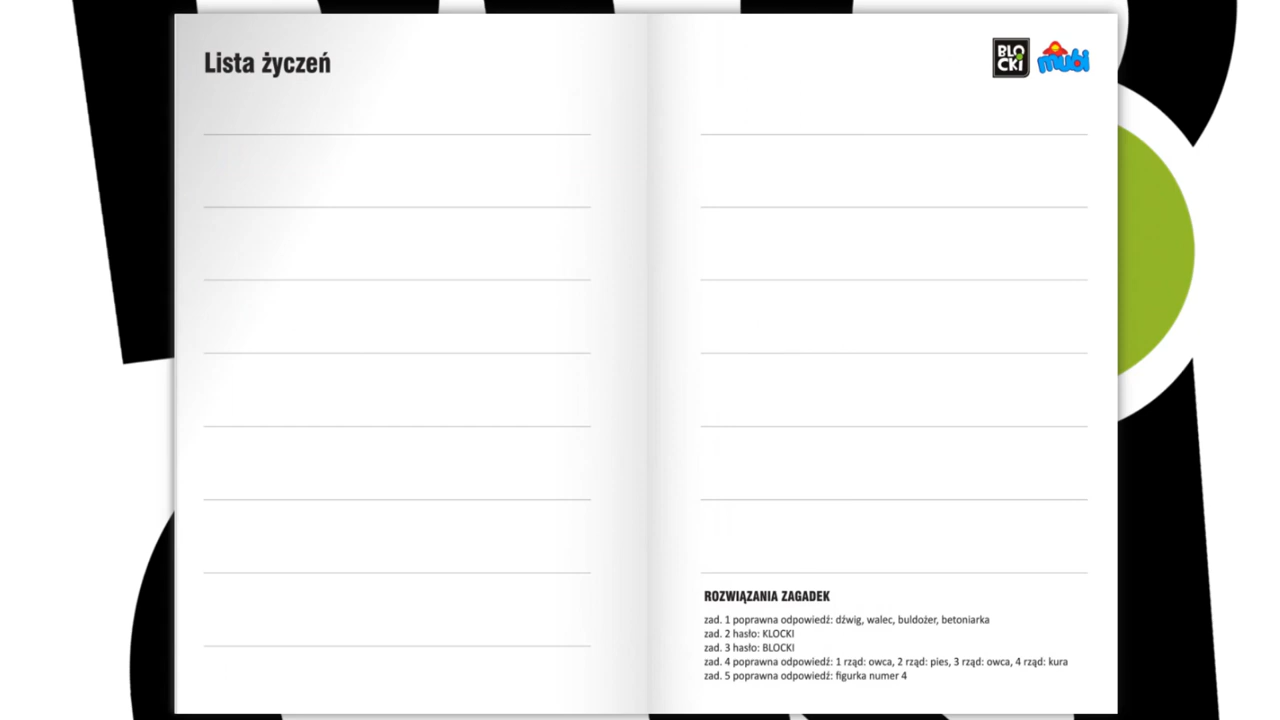 Lista życzeń
BLO
CKI
mubi
ROZWIĄZANIA ZAGADEK
zad. 1 poprawna odpowiedź: dźwig, walec, buldożer, betoniarka
zad. 2 hasło: KLOCKI
zad. 3 hasło: BLOCKI
zad. 4 poprawna odpowiedź: 1 rząd: owca, 2 rząd: pies, 3 rząd: owca, 4 rząd: kura
zad. 5 poprawna odpowiedź: figurka numer 4